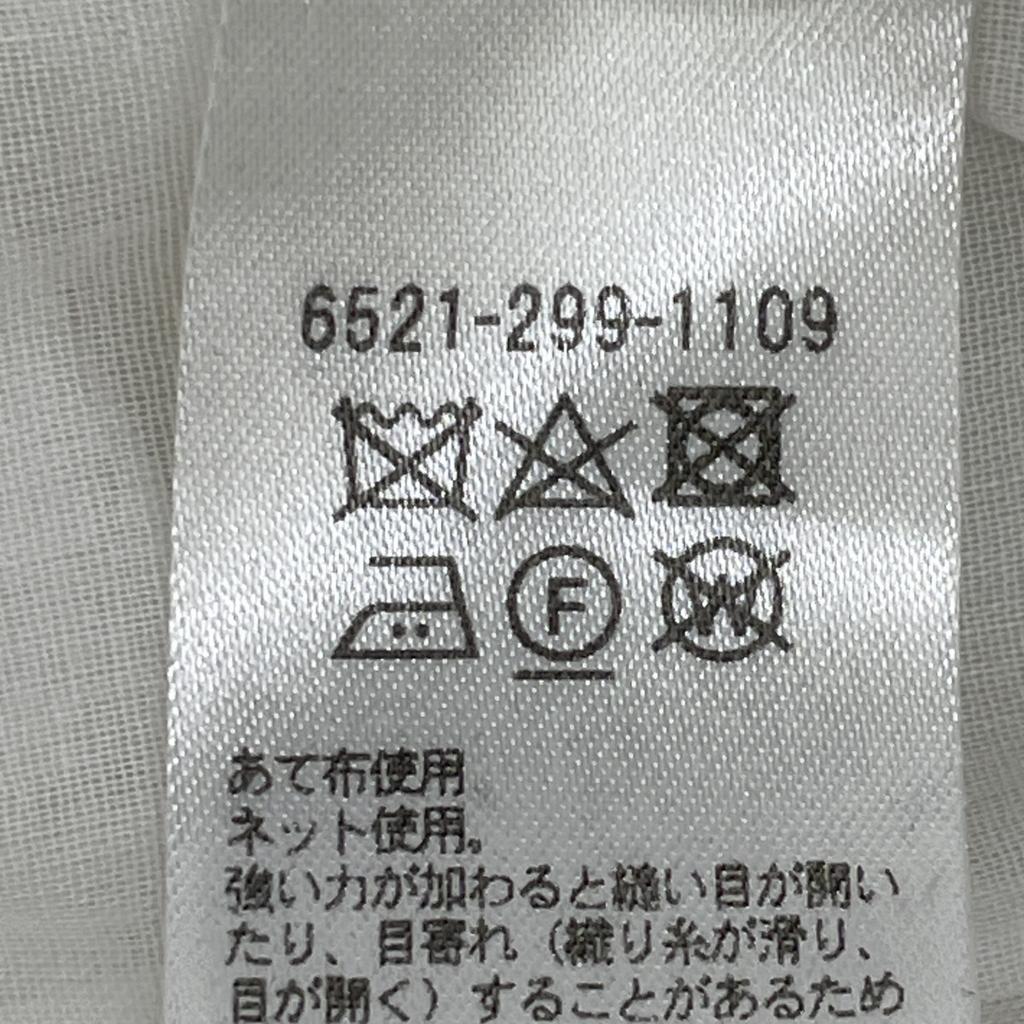 6521-299-1109
F
W
あて布使用
ネット使用。
強い力が加わると縫い目が開い
たり、目寄れ（織り糸が滑り、
目が開く）することがあるため